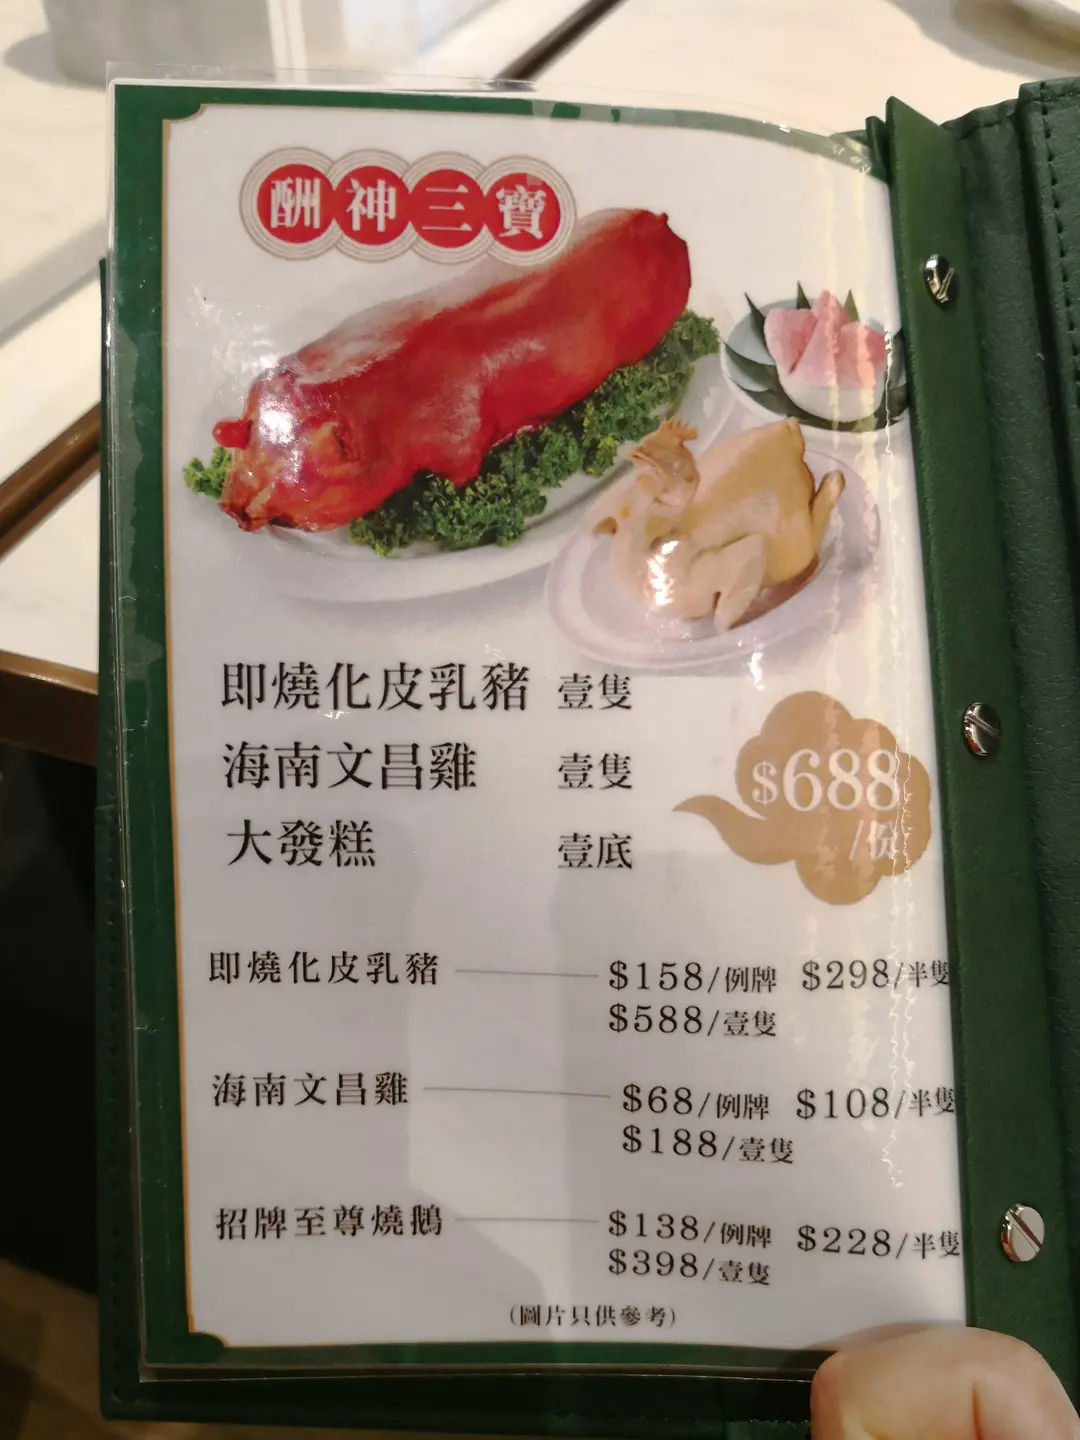 酬神三寶
即燒化皮乳豬 壹隻
海南文昌雞 壹隻
大發糕 壹底
$688
/份
即燒化皮乳豬 $158/例牌 $298/半隻
$588/壹隻
海南文昌雞 $68/例牌 $108/半隻
$188/壹隻
招牌至尊燒鵝 $138/例牌 $228/半隻
$398/壹隻
(圖片只供參考)